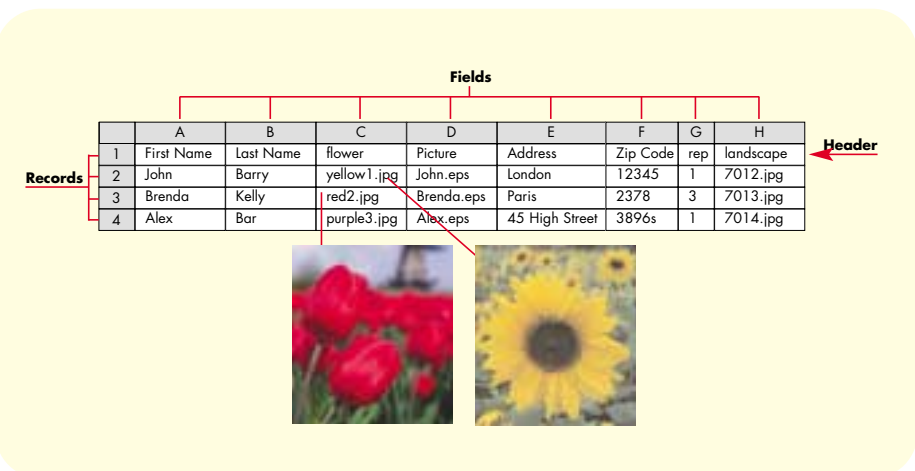 Fields
A B C D E F G H
1 First Name Last Name flower Picture Address Zip Code rep landscape Header
Records 2 John Barry yellow1.jpg John.eps London 12345 1 7012.jpg
3 Brenda Kelly red2.jpg Brenda.eps Paris 2378 3 7013.jpg
4 Alex Bar purple3.jpg Alex.eps 45 High Street 3896s 1 7014.jpg